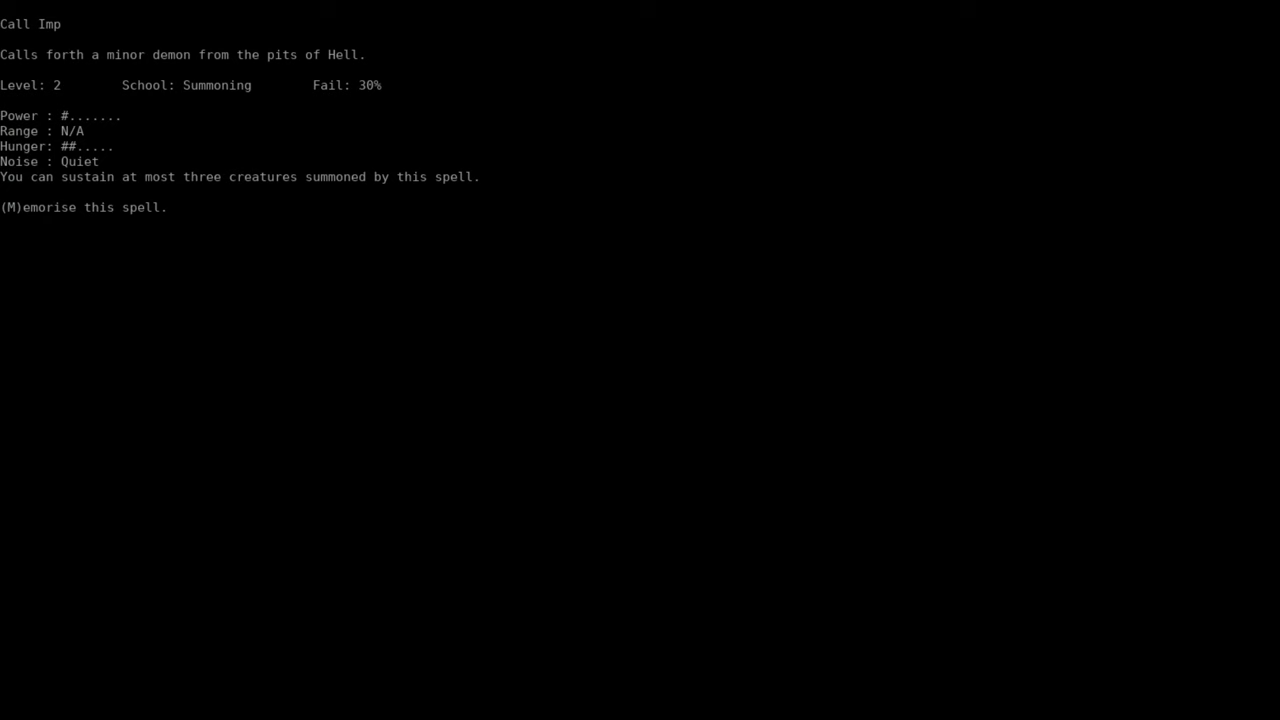 Call Imp
Calls forth a minor demon from the pits of Hell.
Level: 2        School: Summoning        Fail: 30%
Power : #.......
Range : N/A
Hunger: ##.....
Noise : Quiet
You can sustain at most three creatures summoned by this spell.
(M)emorise this spell.